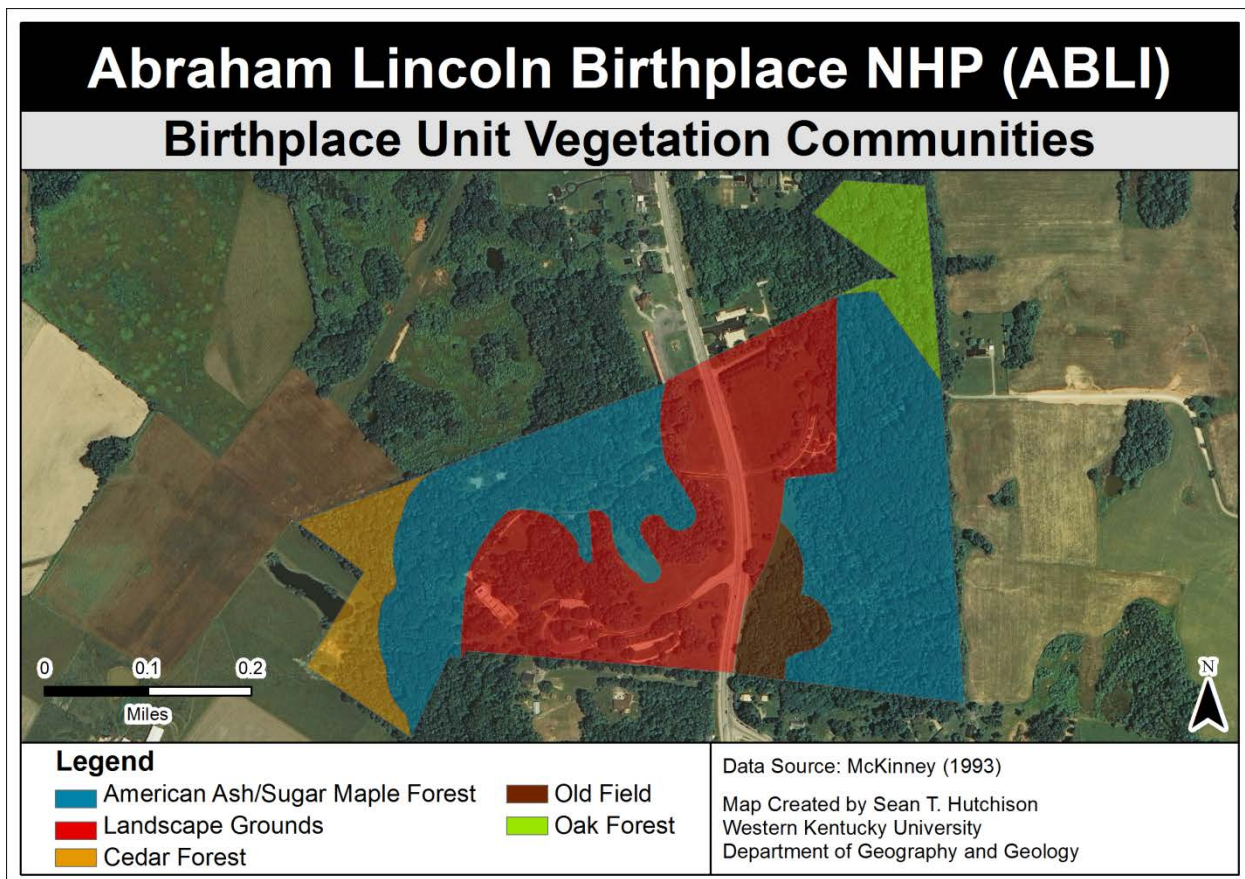 Abraham Lincoln Birthplace NHP (ABLI)
Birthplace Unit Vegetation Communities
0 0.1 0.2
Miles
N
Legend
American Ash/Sugar Maple Forest
Landscape Grounds
Cedar Forest
Old Field
Oak Forest
Data Source: McKinney (1993)
Map Created by Sean T. Hutchison
Western Kentucky University
Department of Geography and Geology